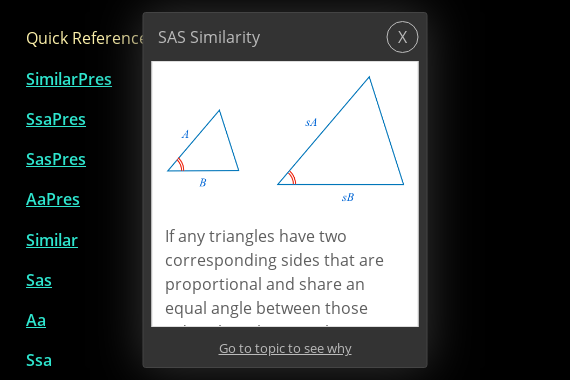 Quick Reference
SimilarPres
SsaPres
SasPres
AaPres
Similar
Sas
Aa
Ssa
SAS Similarity
X
A
B
sA
sB
If any triangles have two
corresponding sides that are
proportional and share an
equal angle between those
Go to topic to see why